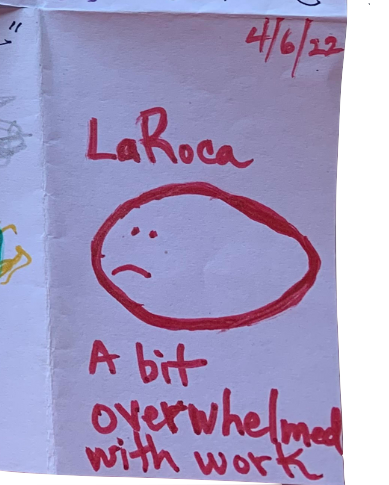 4/6/22
LaRoca
A bit
overwhelmed
with work